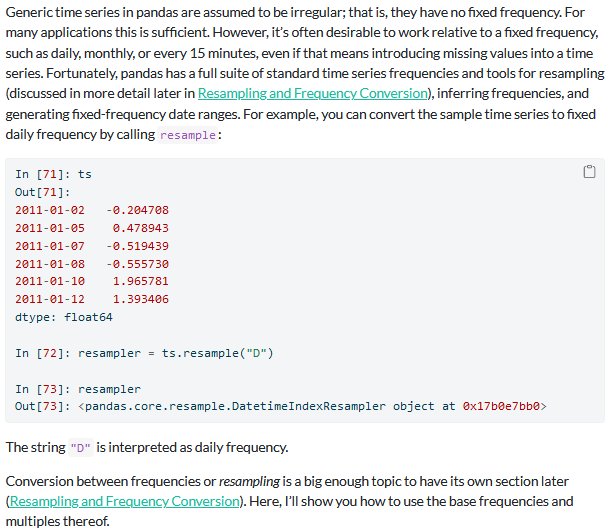 Generic time series in pandas are assumed to be irregular; that is, they have no fixed frequency. For
many applications this is sufficient. However, it's often desirable to work relative to a fixed frequency,
such as daily, monthly, or every 15 minutes, even if that means introducing missing values into a time
series. Fortunately, pandas has a full suite of standard time series frequencies and tools for resampling
(discussed in more detail later in Resampling and Frequency Conversion), inferring frequencies, and
generating fixed-frequency date ranges. For example, you can convert the sample time series to fixed
daily frequency by calling resample:
In [71]: ts
Out[71]:
2011-01-02   -0.204708
2011-01-05    0.478943
2011-01-07   -0.519439
2011-01-08   -0.555730
2011-01-10    1.965781
2011-01-12    1.393406
dtype: float64
In [72]: resampler = ts.resample("D")
In [73]: resampler
Out[73]: <pandas.core.resample.DatetimeIndexResampler object at 0x17b0e7bb0>
The string "D" is interpreted as daily frequency.
Conversion between frequencies or resampling is a big enough topic to have its own section later
(Resampling and Frequency Conversion). Here, I'll show you how to use the base frequencies and
multiples thereof.